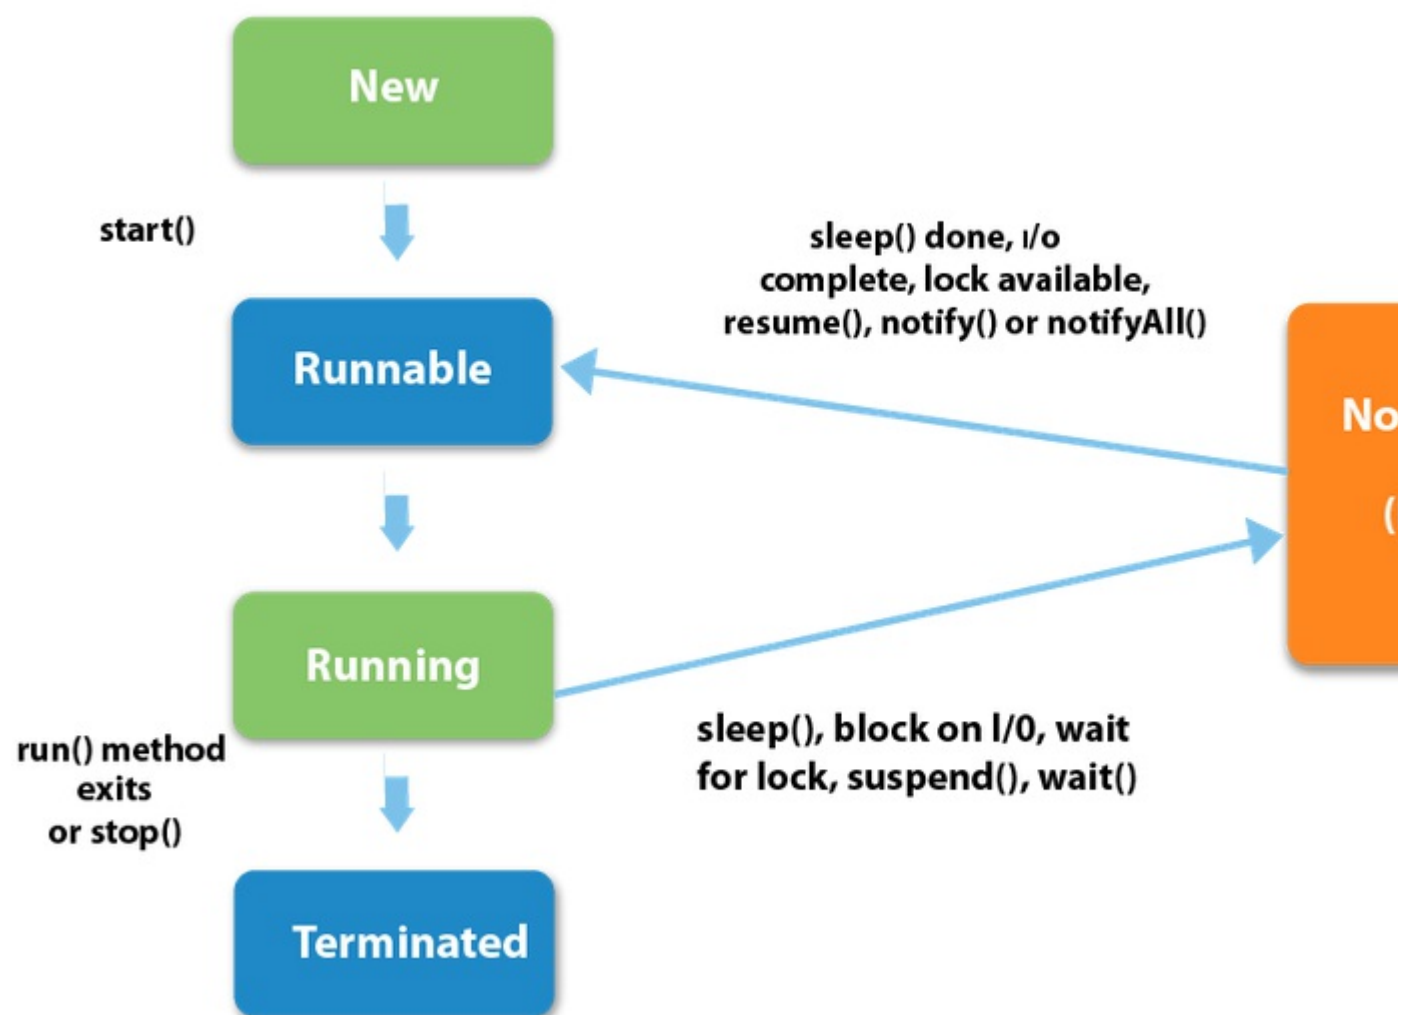 New
start()
sleep() done, I/o
complete, lock available,
resume(), notify() or notifyAll()
Runnable
No
(
Running
run() method
exits
or stop()
sleep(), block on l/0, wait
for lock, suspend(), wait()
Terminated